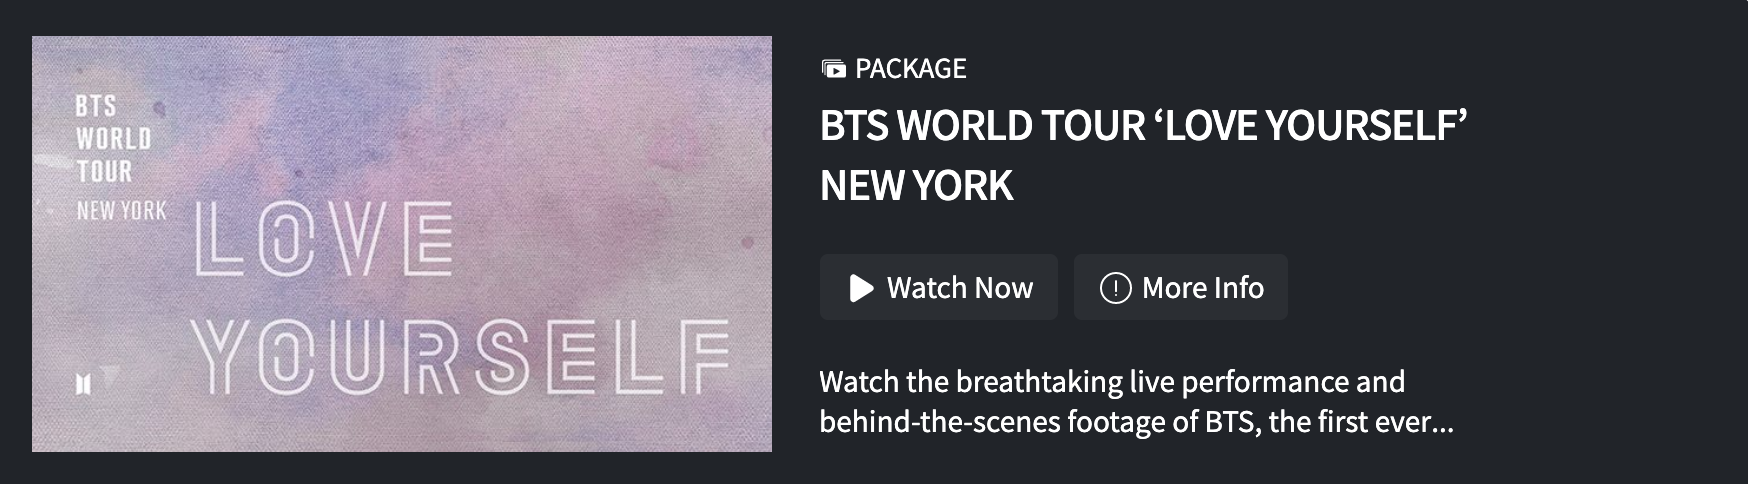 BTS
WORLD
TOUR
NEW YORK
LOVE
YOURSELF
PACKAGE
BTS WORLD TOUR ‘LOVE YOURSELF’
NEW YORK
Watch Now
More Info
Watch the breathtaking live performance and
behind-the-scenes footage of BTS, the first ever...